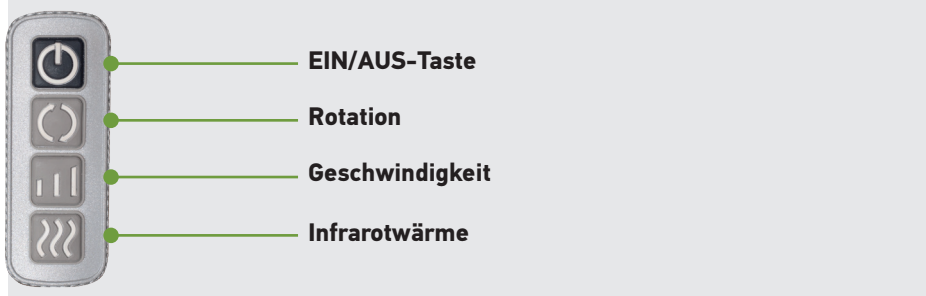 EIN/AUS-Taste
Rotation
Geschwindigkeit
Infrarotwärme